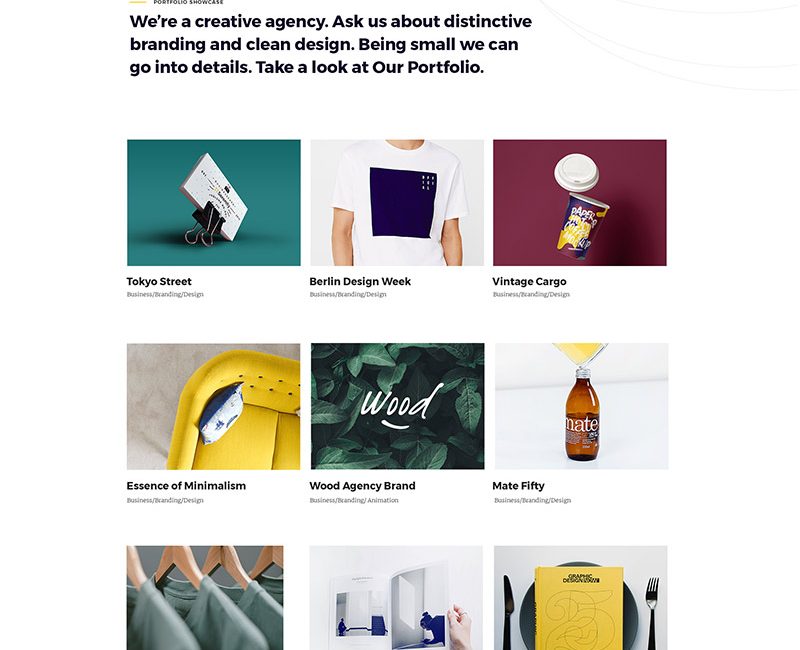 PORTFOLIO SHOWCASE
We're a creative agency. Ask us about distinctive
branding and clean design. Being small we can
go into details. Take a look at Our Portfolio.
Tokyo Street
Business/Branding/Design
Berlin Design Week
Business/Branding/Design
Vintage Cargo
Business/Branding/Design
Wood
mate
Essence of Minimalism
Business/Branding/Design
Wood Agency Brand
Business/Branding/ Animation
Mate Fifty
Business/Branding/Design
GRAPHIC